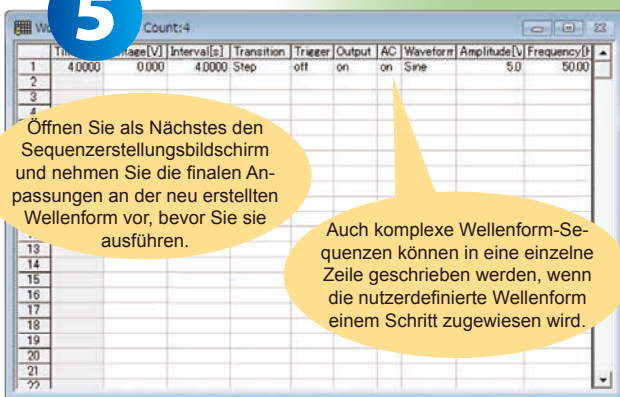 5
Wo
Count:4
age[V] Interval[s] Transition Trigger Output AC Waveform Amplitude[V Frequency[H
1 4.0000 0.000 4.0000 Step off on on Sine 5.0 50.00
2
3
Öffnen Sie als Nächstes den
Sequenzerstellungsbildschirm
und nehmen Sie die finalen An-
passungen an der neu erstellten
Wellenform vor, bevor Sie sie
ausführen.
Auch komplexe Wellenform-Se-
quenzen können in eine einzelne
Zeile geschrieben werden, wenn
die nutzerdefinierte Wellenform
einem Schritt zugewiesen wird.
13
14
15
16
17
18
19
20
21
22